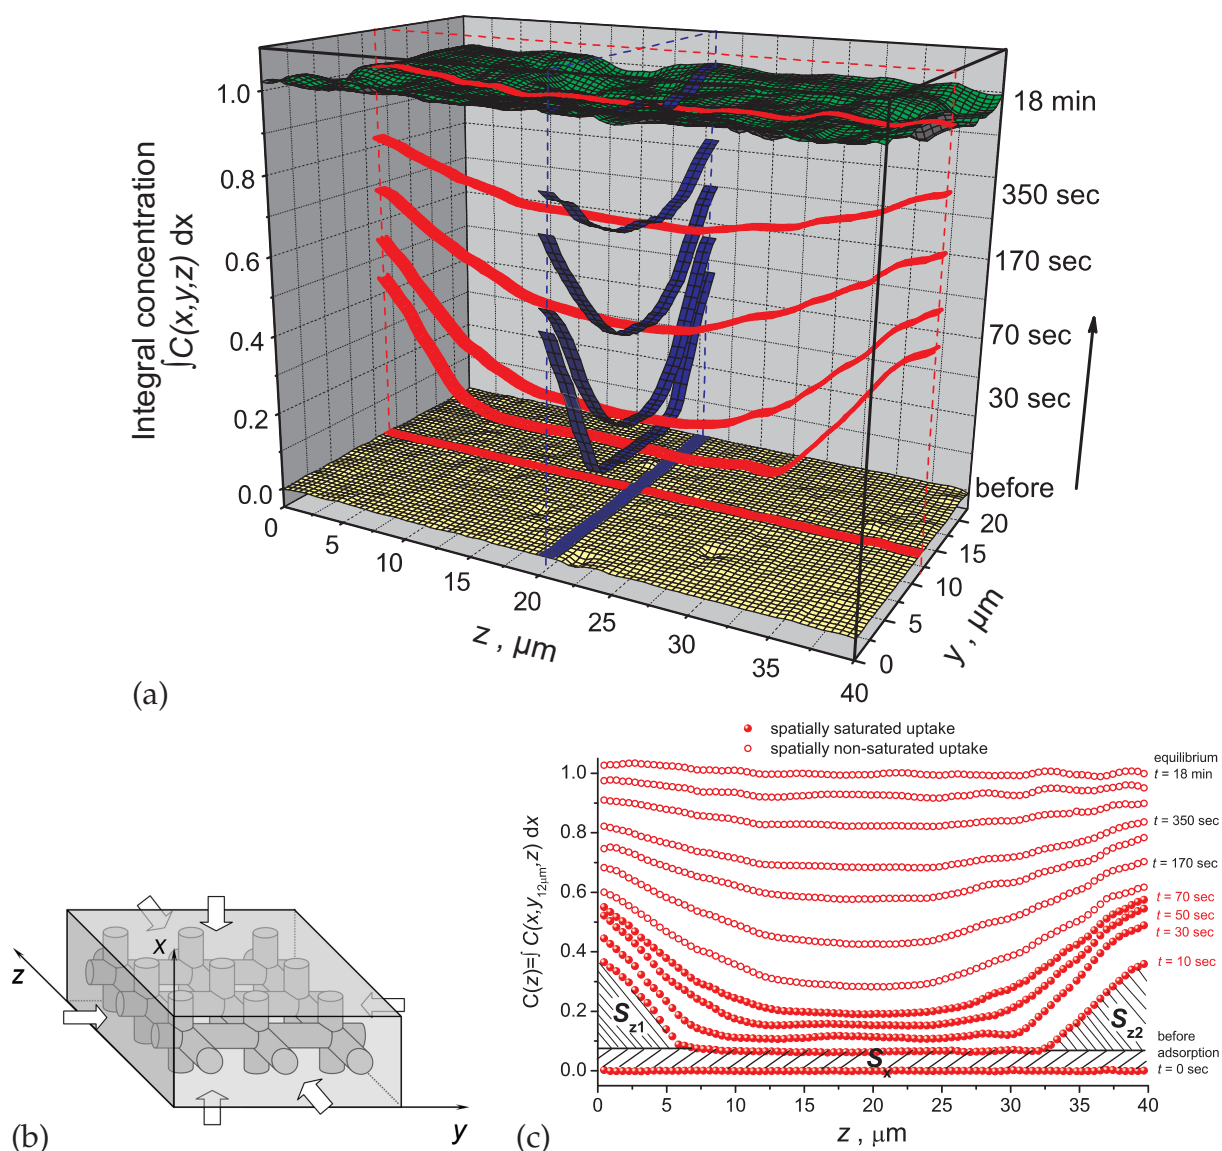 Integral concentration
∫C(x,y,z) dx
1.0
0.8
0.6
0.4
0.2
0.0
0
5
10
15
20
25
30
35
40
z , μm
0
5
10
15
20
y , μm
18 min
350 sec
170 sec
70 sec
30 sec
before
(a)
x
z
y
(b)
spatially saturated uptake
spatially non-saturated uptake
C(z)=∫ C(x,y12μm,z) dx
1.0
0.8
0.6
0.4
0.2
0.0
0 5 10 15 20 25 30 35 40
z , μm
equilibrium
t = 18 min
t = 350 sec
t = 170 sec
t = 70 sec
t = 50 sec
t = 30 sec
t = 10 sec
before
adsorption
t = 0 sec
Sz1
Sz2
Sx
(c)